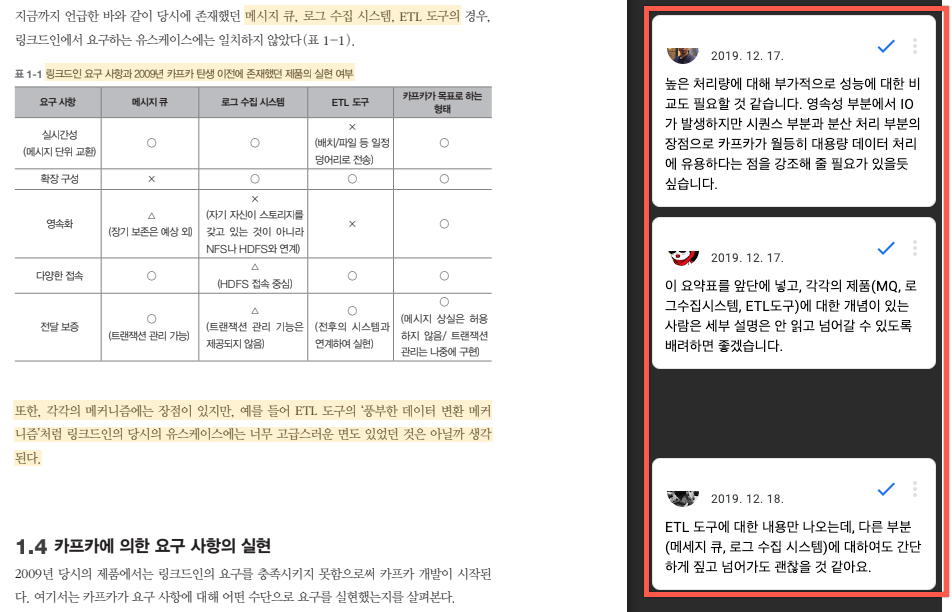 지금까지 언급한 바와 같이 당시에 존재했던 메시지 큐, 로그 수집 시스템, ETL 도구의 경우,
링크드인에서 요구하는 유스케이스에는 일치하지 않았다(표 1-1).
표 1-1 링크드인 요구 사항과 2009년 카프카 탄생 이전에 존재했던 제품의 실현 여부
요구 사항 메시지 큐 로그 수집 시스템 ETL 도구 카프카가 목표로 하는
형태
실시간성
(메시지 단위 교환)
○
○
×
(배치/파일 등 일정
덩어리로 전송)
○
확장 구성 × ○ ○ ○
영속화
△
(장기 보존은 예상 외)
×
(자기 자신이 스토리지를
갖고 있는 것이 아니라
NFS나 HDFS와 연계)
×
○
다양한 접속
○
△
(HDFS 접속 중심)
○
○
전달 보증
○
(트랜잭션 관리 가능)
△
(트랜잭션 관리 기능은
제공되지 않음)
○
(전후의 시스템과
연계하여 실현)
○
(메시지 상실은 허용
하지 않음/ 트랜잭션
관리는 나중에 구현)
또한, 각각의 메커니즘에는 장점이 있지만, 예를 들어 ETL 도구의 '풍부한 데이터 변환 메커
니즘'처럼 링크드인의 당시의 유스케이스에는 너무 고급스러운 면도 있었던 것은 아닐까 생각
된다.
1.4 카프카에 의한 요구 사항의 실현
2009년 당시의 제품에서는 링크드인의 요구를 충족시키지 못함으로써 카프카 개발이 시작된
다. 여기서는 카프카가 요구 사항에 대해 어떤 수단으로 요구를 실현했는지를 살펴본다.
2019. 12. 17.
높은 처리량에 대해 부가적으로 성능에 대한 비
교도 필요할 것 같습니다. 영속성 부분에서 IO
가 발생하지만 시퀀스 부분과 분산 처리 부분의
장점으로 카프카가 월등히 대용량 데이터 처리
에 유용하다는 점을 강조해 줄 필요가 있을듯
싶습니다.
2019. 12. 17.
이 요약표를 앞단에 넣고, 각각의 제품(MQ, 로
그수집시스템, ETL도구)에 대한 개념이 있는
사람은 세부 설명은 안 읽고 넘어갈 수 있도록
배려하면 좋겠습니다.
2019. 12. 18.
ETL 도구에 대한 내용만 나오는데, 다른 부분
(메세지 큐, 로그 수집 시스템)에 대하여도 간단
하게 짚고 넘어가도 괜찮을 것 같아요.